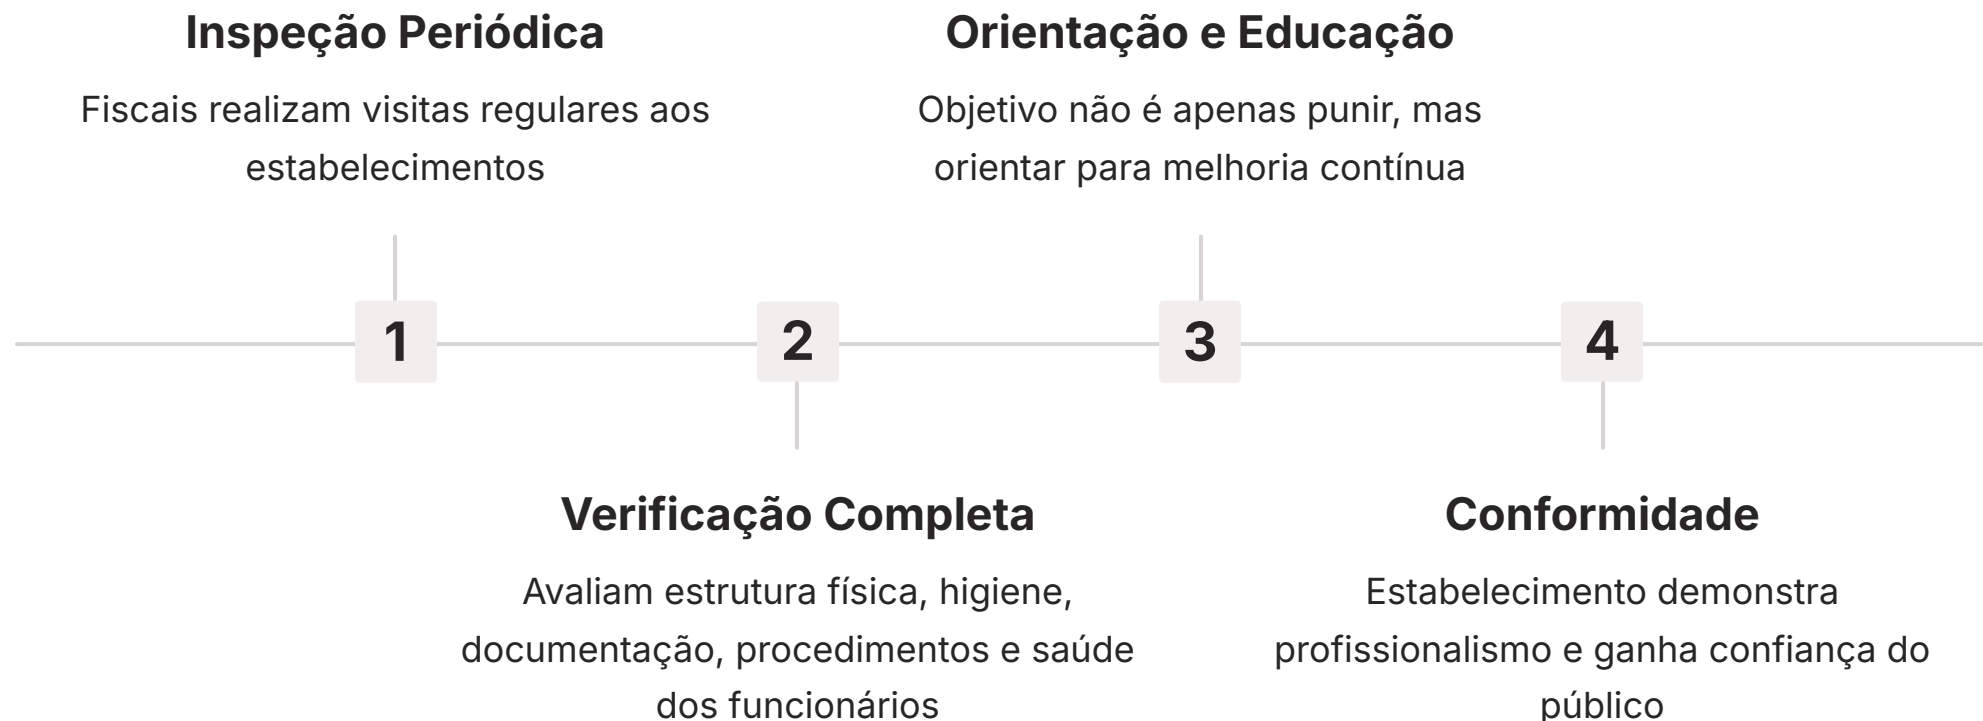 Inspeção Periódica
Fiscais realizam visitas regulares aos
estabelecimentos
1
2
Verificação Completa
Avaliam estrutura física, higiene,
documentação, procedimentos e saúde
dos funcionários
Orientação e Educação
Objetivo não é apenas punir, mas
orientar para melhoria contínua
3
4
Conformidade
Estabelecimento demonstra
profissionalismo e ganha confiança do
público